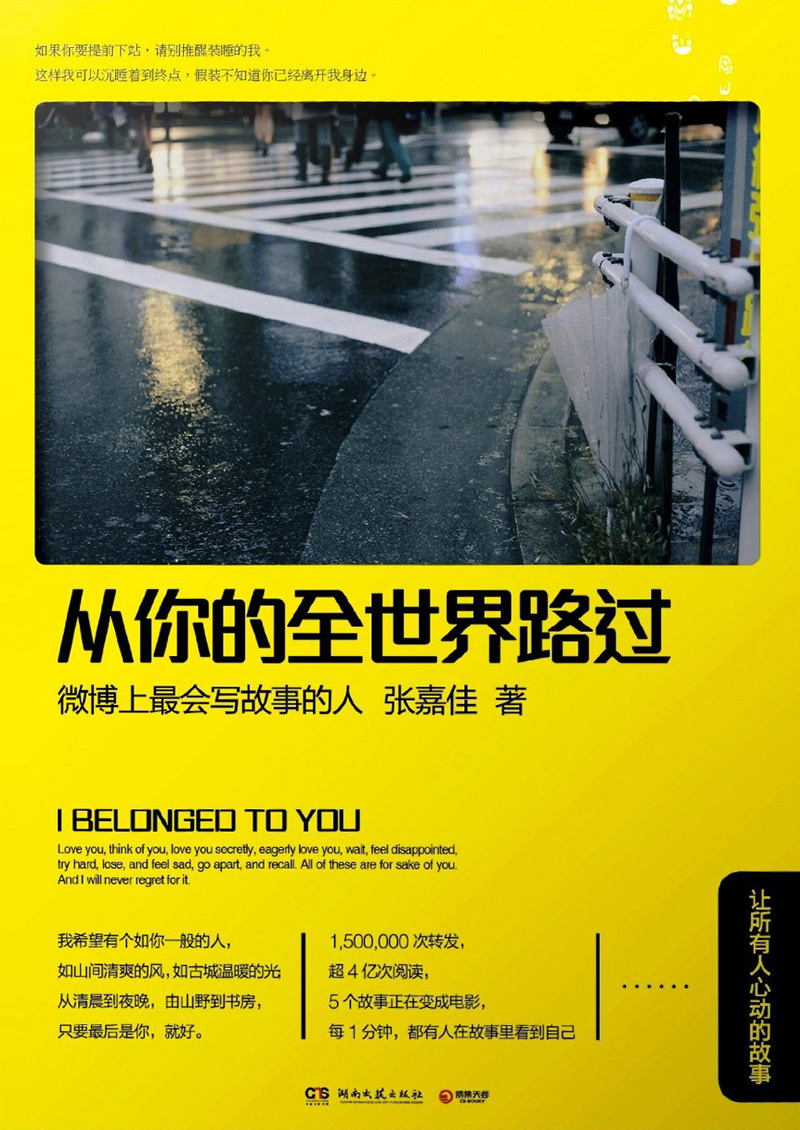 如果你要提前下站，请别推醒装睡的我。
这样我可以沉睡着到终点，假装不知道你已经离开我身边。
从你的全世界路过
微博上最会写故事的人 张嘉佳 著
I BELONGED TO YOU
Love you, think of you, love you secretly, eagerly love you, wait, feel disappointed,
try hard, lose, and feel sad, go apart, and recall. All of these are for sake of you.
And I will never regret for it.
我希望有个如你一般的人，
如山间清爽的风，如古城温暖的光
从清晨到夜晚，由山野到书房，
只要最后是你，就好。
1,500,000 次转发，
超 4 亿次阅读，
5 个故事正在变成电影，
每 1 分钟，都有人在故事里看到自己
……
让所有人心动的故事
湖南文艺出版社
博集天卷
CS-BOOKY